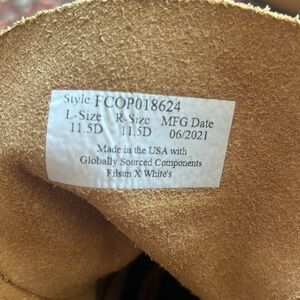 Style FCOP018624
L-Size R-Size MFG Date
11.5D 11.5D 06/2021
Made in the USA with
Globally Sourced Components
Filson X White's